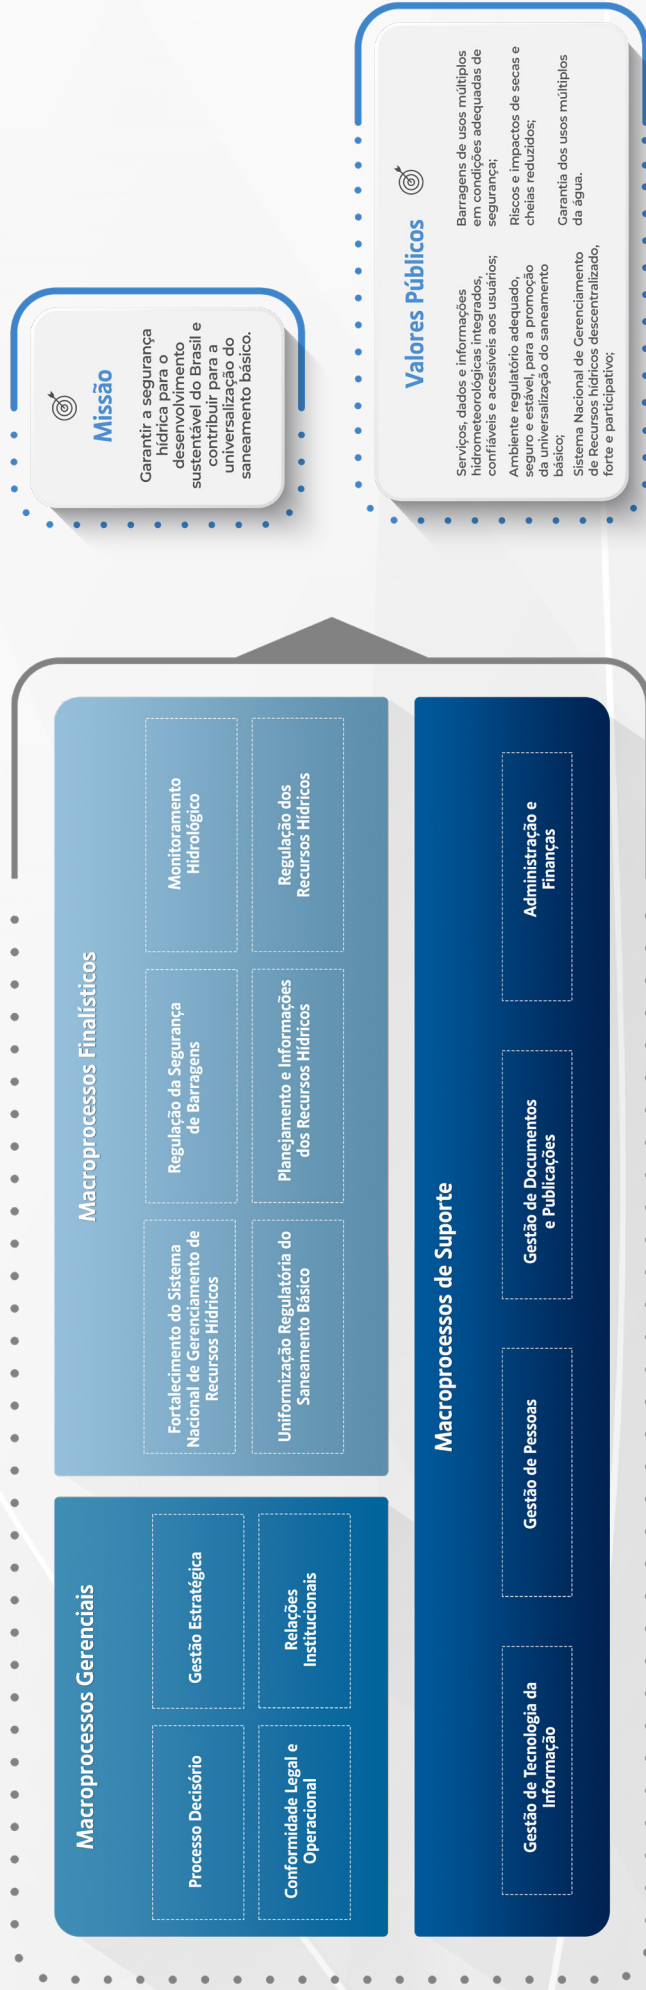 Macroprocessos Gerenciais
Processo Decisório
Gestão Estratégica
Conformidade Legal e
Operacional
Relações
Institucionais
Macroprocessos Finalísticos
Fortalecimento do Sistema
Nacional de Gerenciamento de
Recursos Hídricos
Regulação da Segurança
de Barragens
Monitoramento
Hidrológico
Uniformização Regulatória do
Saneamento Básico
Planejamento e Informações
dos Recursos Hídricos
Regulação dos
Recursos Hídricos
Macroprocessos de Suporte
Gestão de Tecnologia da
Informação
Gestão de Pessoas
Gestão de Documentos
e Publicações
Administração e
Finanças
Missão
Garantir a segurança
hídrica para o
desenvolvimento
sustentável do Brasil e
contribuir para a
universalização do
saneamento básico.
Valores Públicos
Serviços, dados e informações
hidrometeorológicas integrados,
confiáveis e acessíveis aos usuários;
Ambiente regulatório adequado,
seguro e estável, para a promoção
da universalização do saneamento
básico;
Sistema Nacional de Gerenciamento
de Recursos hídricos descentralizado,
forte e participativo;
Barragens de usos múltiplos
em condições adequadas de
segurança;
Riscos e impactos de secas e
cheias reduzidos;
Garantia dos usos múltiplos
da água.